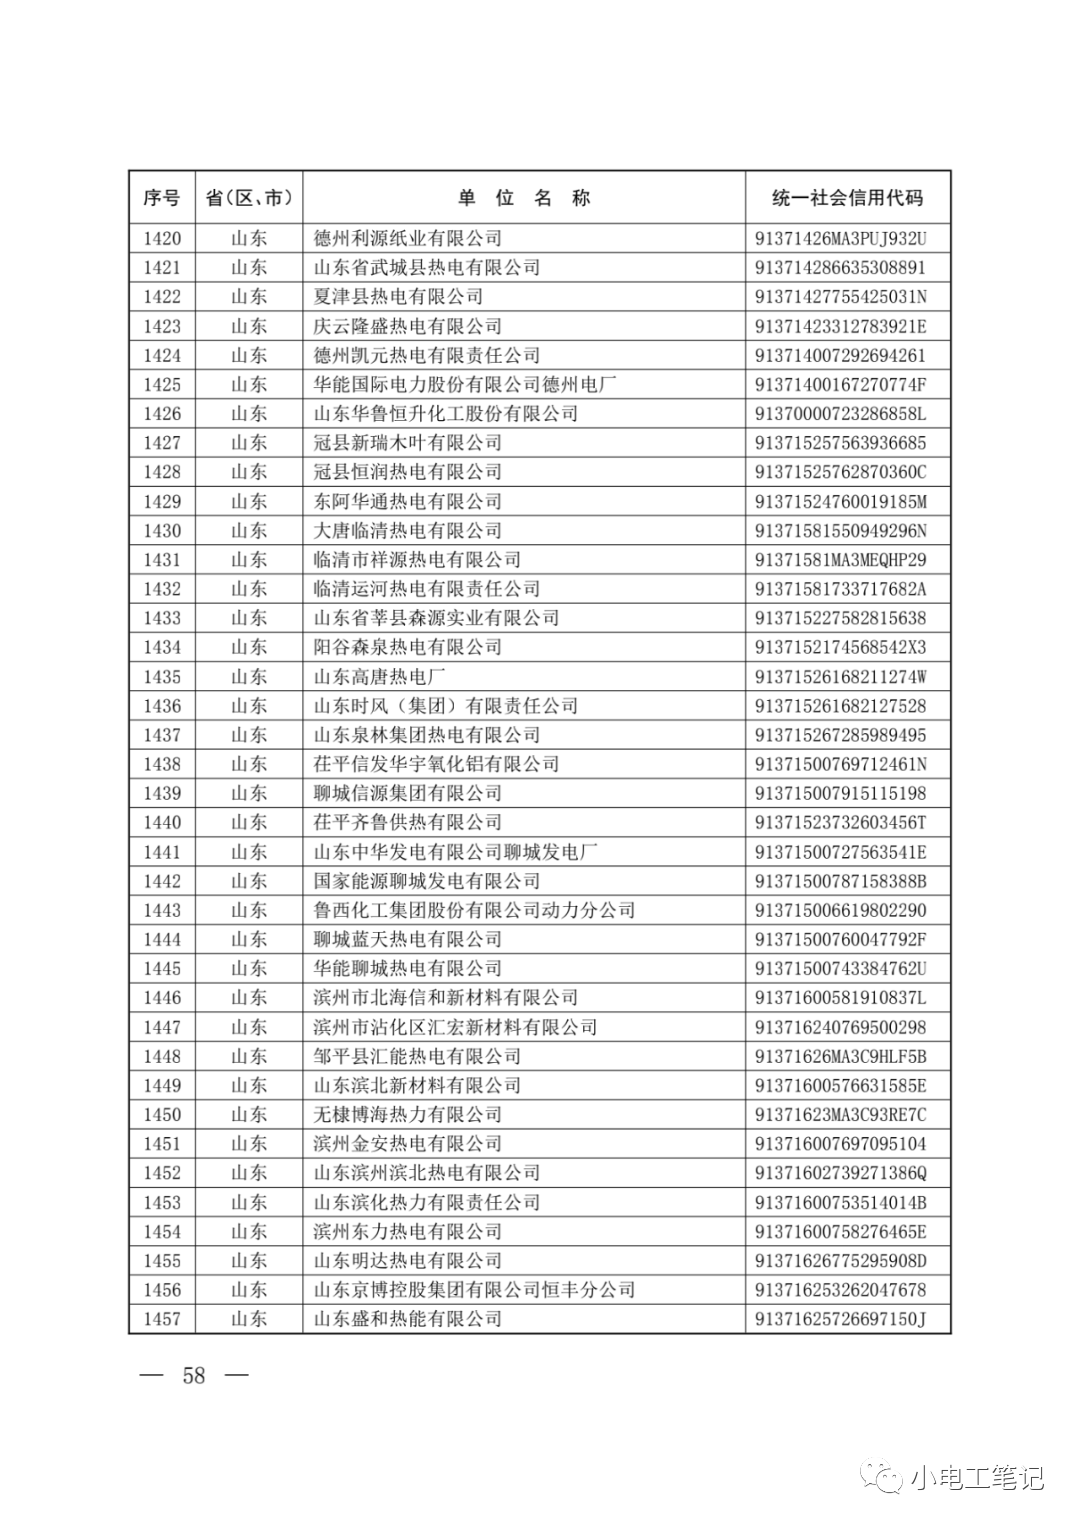 序号 省(区、市) 单位名称 统一社会信用代码
1420 山东 德州利源纸业有限公司 91371426MA3PUJ932U
1421 山东 山东省武城县热电有限公司 913714286635308891
1422 山东 夏津县热电有限公司 91371427755425031N
1423 山东 庆云隆盛热电有限公司 91371423312783921E
1424 山东 德州凯元热电有限责任公司 913714007292694261
1425 山东 华能国际电力股份有限公司德州电厂 91371400167270774F
1426 山东 山东华鲁恒升化工股份有限公司 91370000723286858L
1427 山东 冠县新瑞木叶有限公司 913715257563936685
1428 山东 冠县恒润热电有限公司 91371525762870360C
1429 山东 东阿华通热电有限公司 91371524760019185M
1430 山东 大唐临清热电有限公司 91371581550949296N
1431 山东 临清市祥源热电有限公司 91371581MA3MEQHP29
1432 山东 临清运河热电有限责任公司 91371581733717682A
1433 山东 山东省莘县森源实业有限公司 913715227582815638
1434 山东 阳谷森泉热电有限公司 9137152174568542X3
1435 山东 山东高唐热电厂 91371526168211274W
1436 山东 山东时风（集团）有限责任公司 913715261682127528
1437 山东 山东泉林集团热电有限公司 913715267285989495
1438 山东 茌平信发华宇氧化铝有限公司 91371500769712461N
1439 山东 聊城信源集团有限公司 913715007915115198
1440 山东 茌平齐鲁供热有限公司 91371523732603456T
1441 山东 山东中华发电有限公司聊城发电厂 91371500727563541E
1442 山东 国家能源聊城发电有限公司 91371500787158388B
1443 山东 鲁西化工集团股份有限公司动力分公司 913715006619802290
1444 山东 聊城蓝天热电有限公司 91371500760047792F
1445 山东 华能聊城热电有限公司 91371500743384762U
1446 山东 滨州市北海信和新材料有限公司 91371600581910837L
1447 山东 滨州市沾化区汇宏新材料有限公司 913716240769500298
1448 山东 邹平县汇能热电有限公司 91371626MA3C9HLF5B
1449 山东 山东滨北新材料有限公司 91371600576631585E
1450 山东 无棣博海热力有限公司 91371623MA3C93RE7C
1451 山东 滨州金安热电有限公司 913716007697095104
1452 山东 山东滨州滨北热电有限公司 91371602739271386Q
1453 山东 山东滨化热力有限责任公司 91371600753514014B
1454 山东 滨州东力热电有限公司 91371600758276465E
1455 山东 山东明达热电有限公司 91371626775295908D
1456 山东 山东京博控股集团有限公司恒丰分公司 913716253262047678
1457 山东 山东盛和热能有限公司 91371625726697150J
— 58 —
小电工笔记